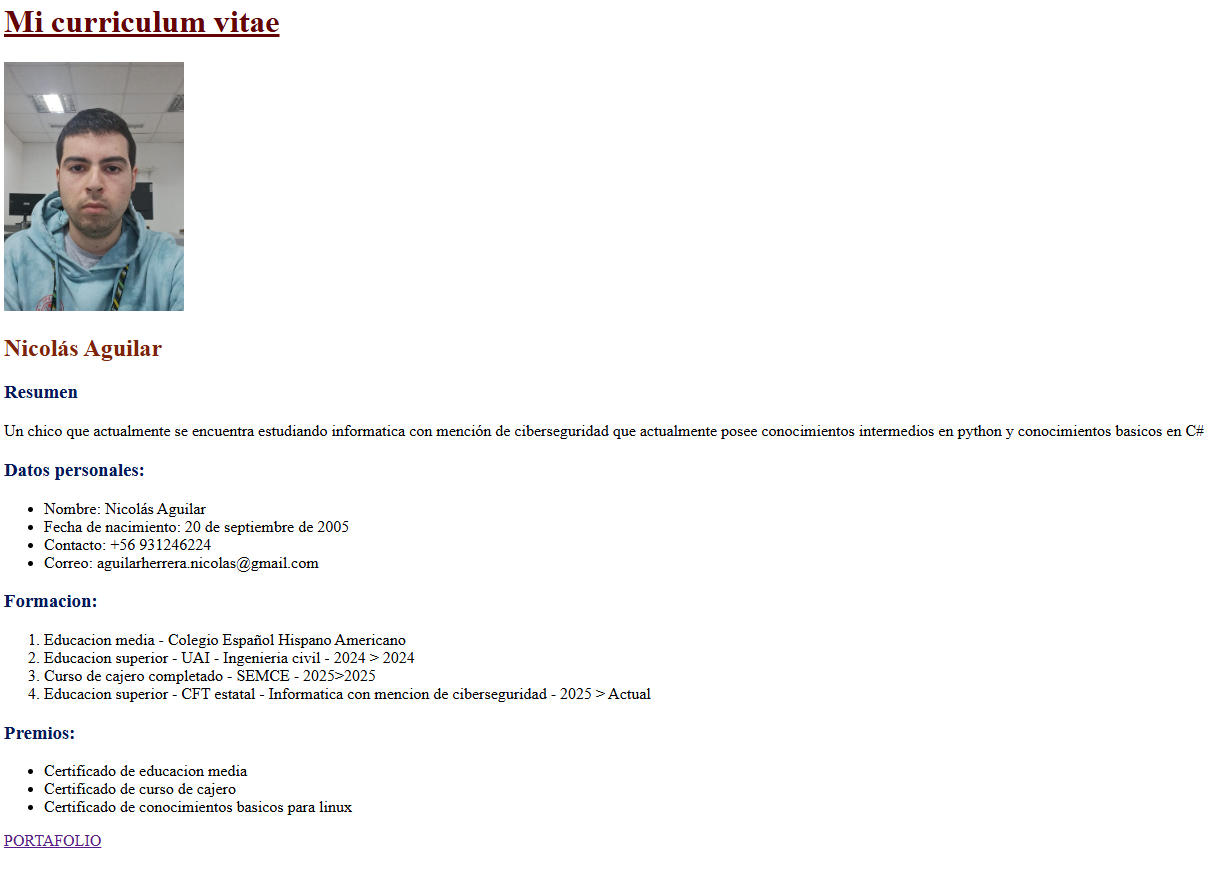 Mi curriculum vitae
Nicolás Aguilar
Resumen
Un chico que actualmente se encuentra estudiando informatica con mención de ciberseguridad que actualmente posee conocimientos intermedios en python y conocimientos basicos en C#
Datos personales:
Nombre: Nicolás Aguilar
Fecha de nacimiento: 20 de septiembre de 2005
Contacto: +56 931246224
Correo: aguilarherrera.nicolas@gmail.com
Formacion:
1. Educacion media - Colegio Español Hispano Americano
2. Educacion superior - UAI - Ingenieria civil - 2024 > 2024
3. Curso de cajero completado - SEMCE - 2025>2025
4. Educacion superior - CFT estatal - Informatica con mencion de ciberseguridad - 2025 > Actual
Premios:
Certificado de educacion media
Certificado de curso de cajero
Certificado de conocimientos basicos para linux
PORTAFOLIO